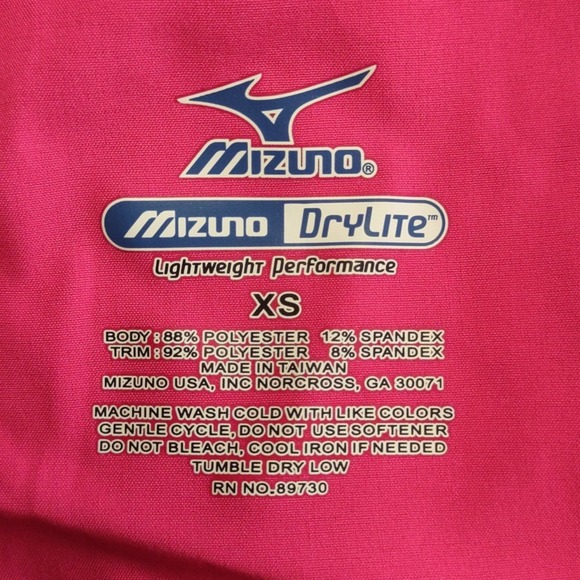 Mizuno®
Mizuno DryLite™
Lightweight Performance
XS
BODY : 88% POLYESTER 12% SPANDEX
TRIM : 92% POLYESTER 8% SPANDEX
MADE IN TAIWAN
MIZUNO USA, INC NORCROSS, GA 30071
MACHINE WASH COLD WITH LIKE COLORS
GENTLE CYCLE, DO NOT USE SOFTENER
DO NOT BLEACH, COOL IRON IF NEEDED
TUMBLE DRY LOW
RN NO.89730